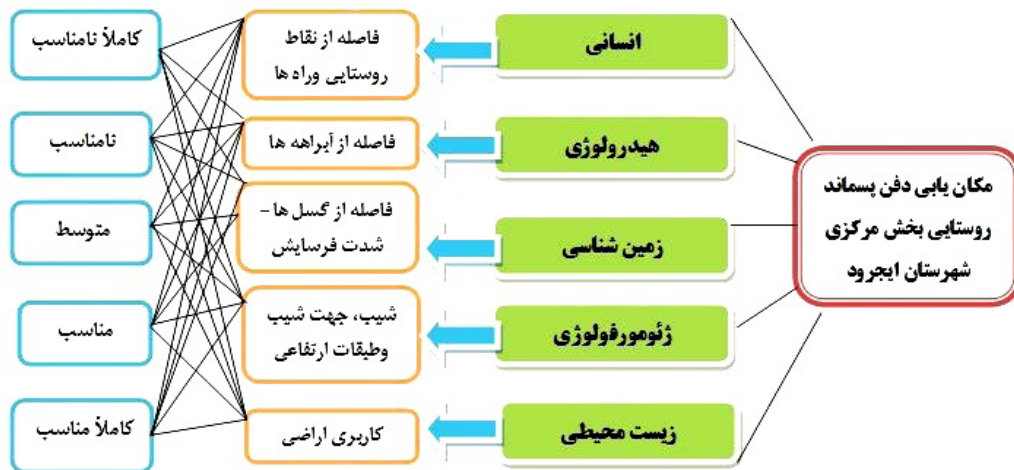 مکان یابی دفن پسماند
روستایی بخش مرکزی
شهرستان ایجرود
انسانی
هیدرولوژی
زمین شناسی
ژئومورفولوژی
زیست محیطی
فاصله از نقاط
روستایی وراه ها
فاصله از آبراهه ها
فاصله از گسل ها -
شدت فرسایش
شیب، جهت شیب
وطبقات ارتفاعی
کاربری اراضی
کاملاً نامناسب
نامناسب
متوسط
مناسب
کاملاً مناسب